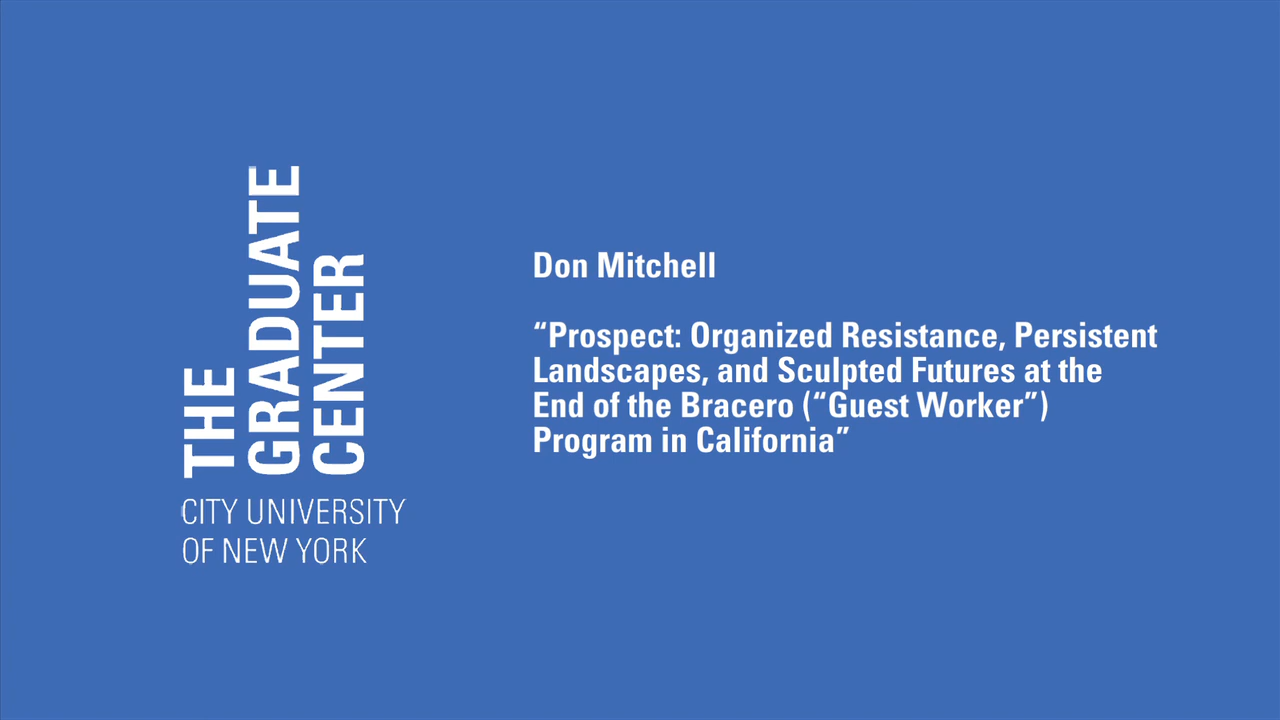 THE
GRADUATE
CENTER
CITY UNIVERSITY
OF NEW YORK
Don Mitchell
“Prospect: Organized Resistance, Persistent
Landscapes, and Sculpted Futures at the
End of the Bracero (“Guest Worker”)
Program in California”